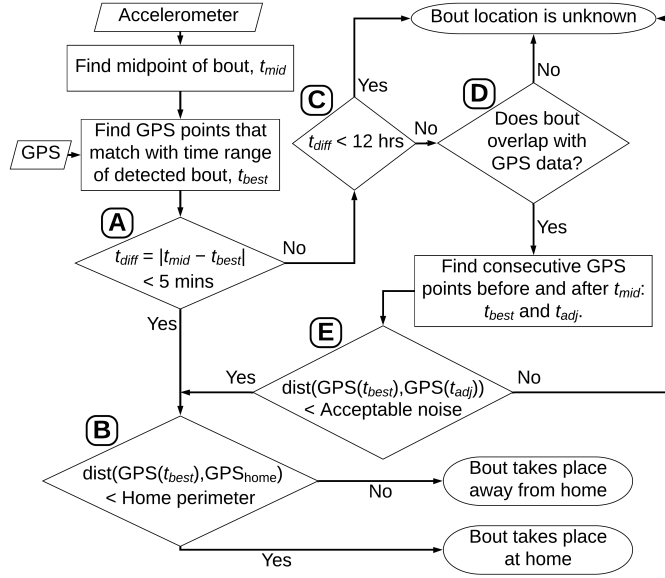 Accelerometer
Bout location is unknown
Find midpoint of bout, tmid
C
Yes
No
D
GPS
Find GPS points that
match with time range
of detected bout, tbest
tdiff < 12 hrs
No
Does bout
overlap with
GPS data?
A
tdiff = |tmid − tbest|
< 5 mins
No
Yes
Find consecutive GPS
points before and after tmid:
tbest and tadj.
Yes
E
Yes
dist(GPS(tbest),GPS(tadj))
< Acceptable noise
No
B
dist(GPS(tbest),GPShome)
< Home perimeter
No
Bout takes place
away from home
Yes
Bout takes place
at home